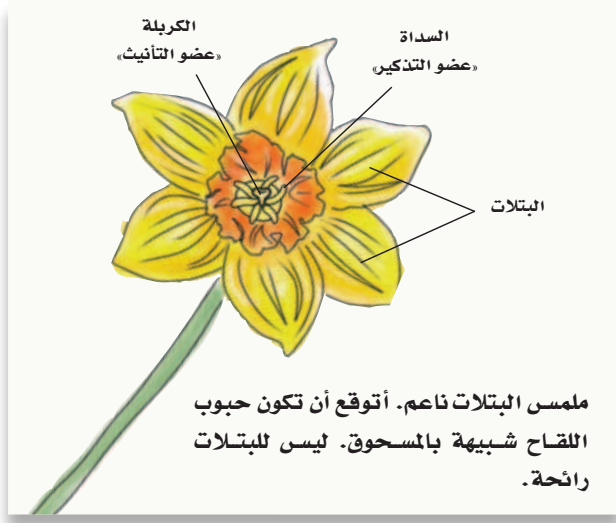 الكربلة
«عضو التأنيث»
السداة
«عضو التذكير»
البتلات
ملمس البتلات ناعم. أتوقع أن تكون حبوب
اللقاح شبيهة بالمسحوق. ليس للبتلات
رائحة.